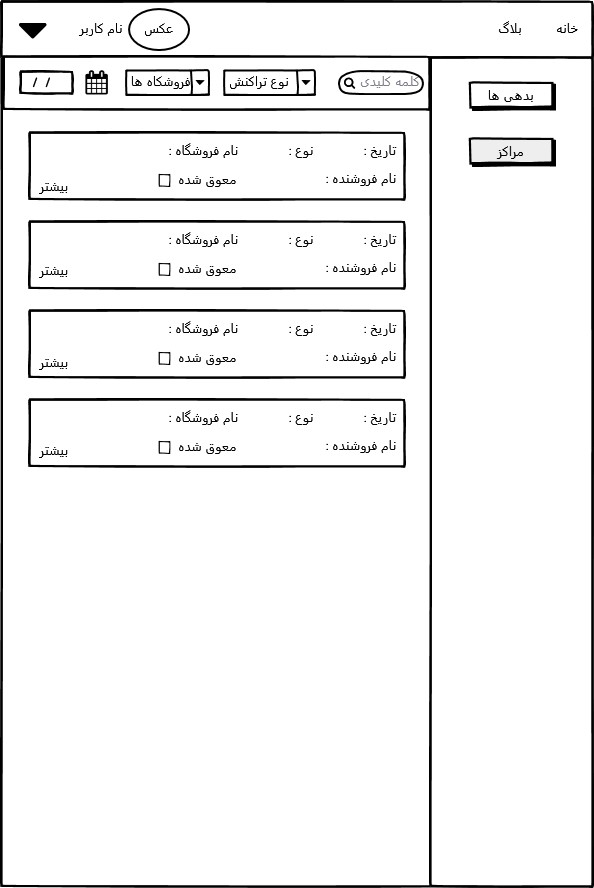 خانه
بلاگ
عکس
نام کاربر
کلمه کلیدی
نوع تراکنش
فروشگاه ها
/ /
بدهی ها
مراکز
تاریخ : نوع : نام فروشگاه :
نام فروشنده : معوق شده
بیشتر
تاریخ : نوع : نام فروشگاه :
نام فروشنده : معوق شده
بیشتر
تاریخ : نوع : نام فروشگاه :
نام فروشنده : معوق شده
بیشتر
تاریخ : نوع : نام فروشگاه :
نام فروشنده : معوق شده
بیشتر